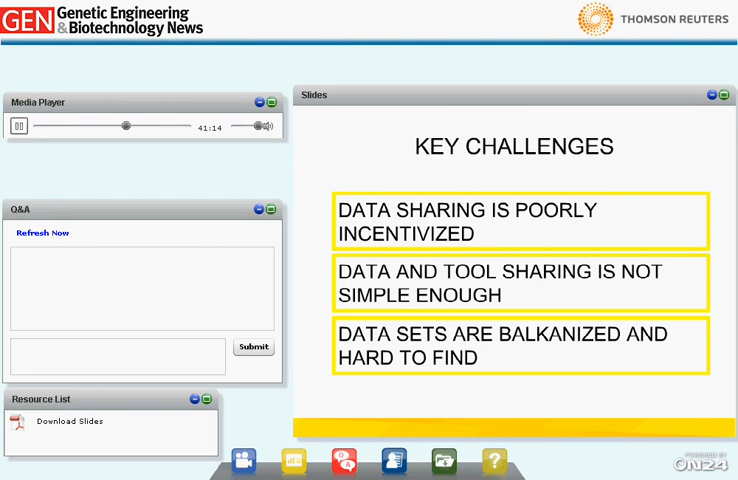 GEN Genetic Engineering
&Biotechnology News
THOMSON REUTERS
Media Player
41:14
Q&A
Refresh Now
Submit
Resource List
Download Slides
Slides
KEY CHALLENGES
DATA SHARING IS POORLY
INCENTIVIZED
DATA AND TOOL SHARING IS NOT
SIMPLE ENOUGH
DATA SETS ARE BALKANIZED AND
HARD TO FIND
Q
A
?
POWERED BY
ON24